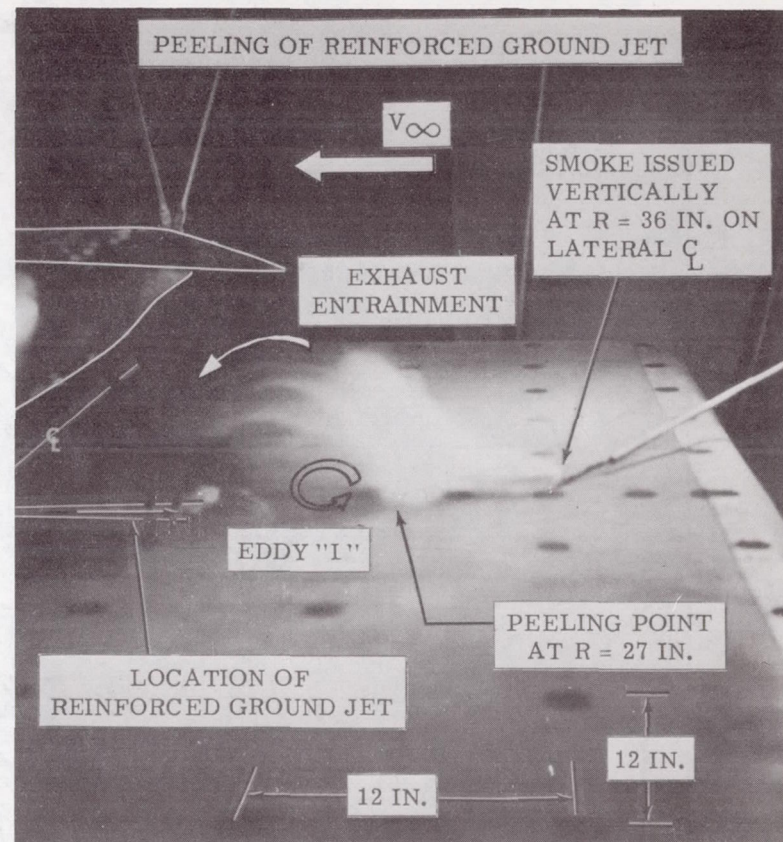 PEELING OF REINFORCED GROUND JET
V∞
SMOKE ISSUED
VERTICALLY
AT R = 36 IN. ON
LATERAL ℄
EXHAUST
ENTRAINMENT
℄
EDDY "I"
PEELING POINT
AT R = 27 IN.
LOCATION OF
REINFORCED GROUND JET
12 IN.
12 IN.